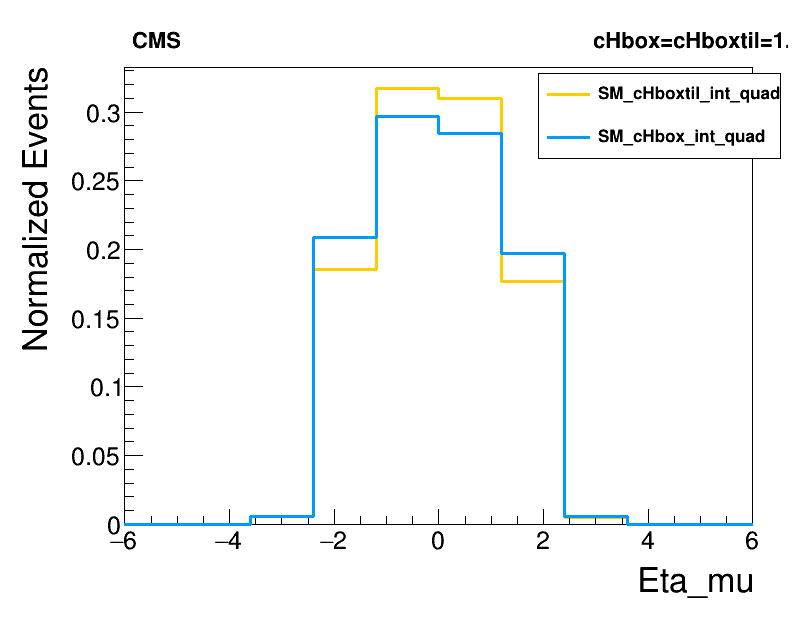 CMS
cHbox=cHboxtil=1.
SM_cHboxtil_int_quad
SM_cHbox_int_quad
Normalized Events
0.3
0.25
0.2
0.15
0.1
0.05
0
−6 −4 −2 0 2 4 6
Eta_mu